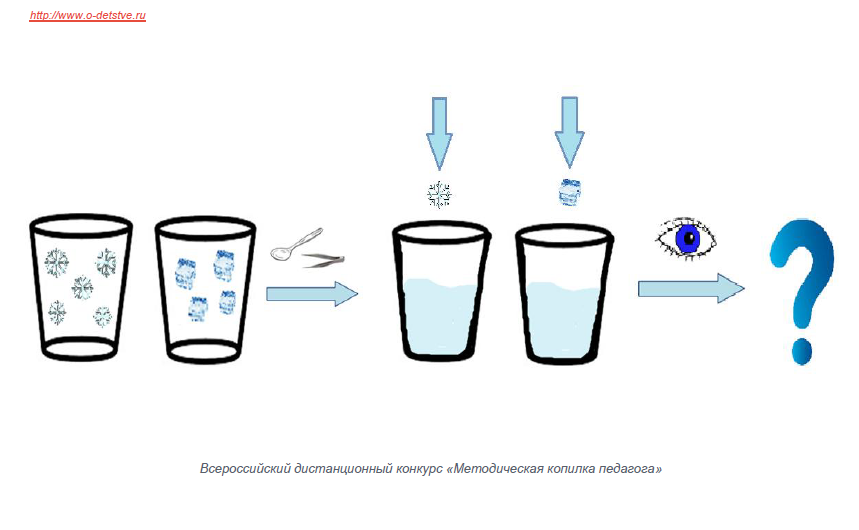 http://www.o-detstve.ru
Всероссийский дистанционный конкурс «Методическая копилка педагога»